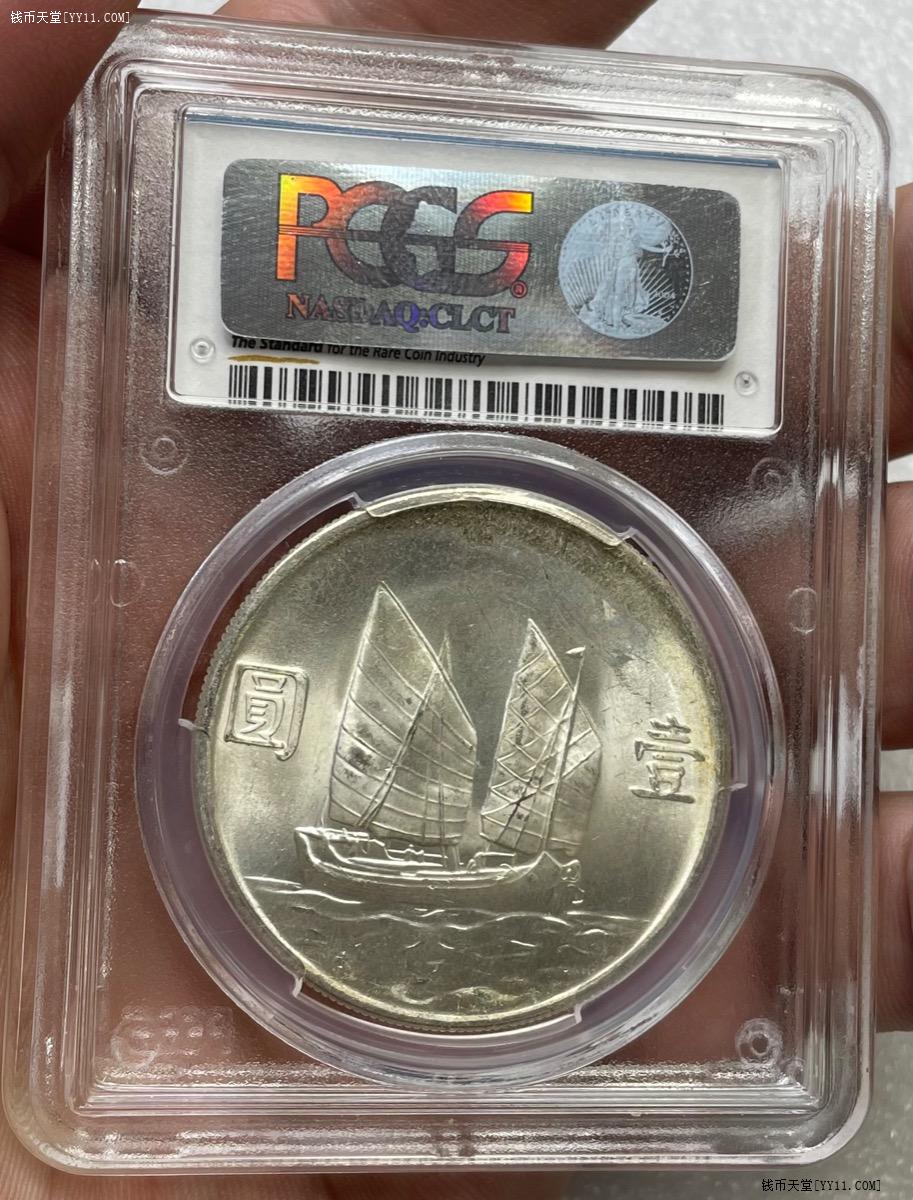 钱币天堂[YY11.COM]
PCGS®
NASDAQ:CLCT
The Standard for the Rare Coin Industry
圓 壹
钱币天堂[YY11.COM]